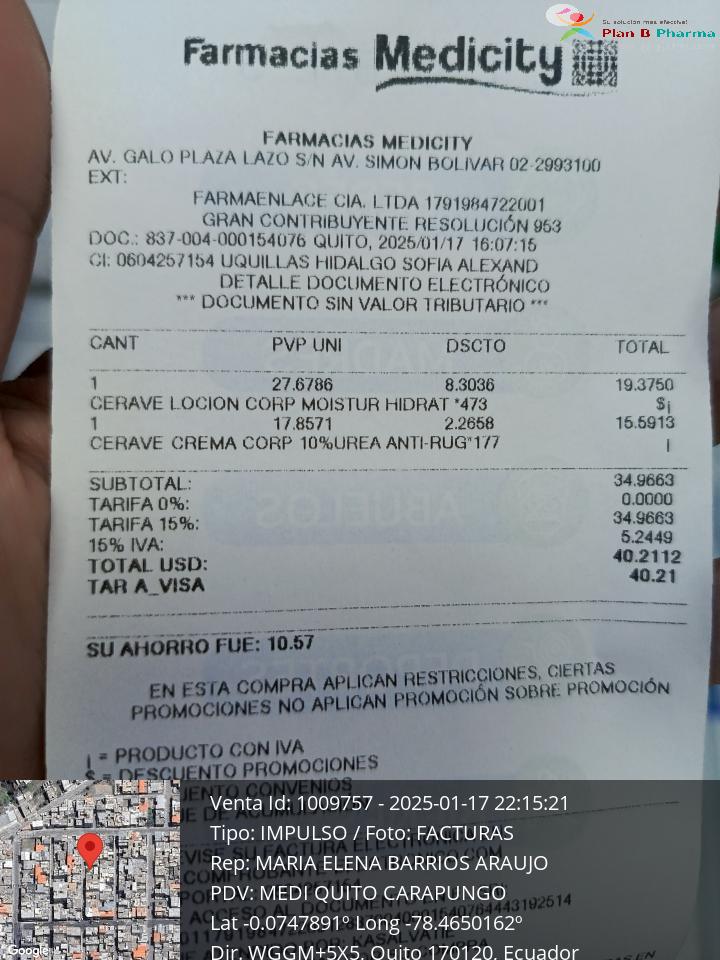 Su solución más efectiva!
Plan B Pharma
Farmacias Medicity
FARMACIAS MEDICITY
AV. GALO PLAZA LAZO S/N AV. SIMON BOLIVAR 02-2993100
EXT:
FARMAENLACE CIA. LTDA 1791984722001
GRAN CONTRIBUYENTE RESOLUCIÓN 953
DOC.: 837-004-000154076 QUITO, 2025/01/17 16:07:15
CI: 0604257154 UQUILLAS HIDALGO SOFIA ALEXAND
DETALLE DOCUMENTO ELECTRÓNICO
*** DOCUMENTO SIN VALOR TRIBUTARIO ***
CANT PVP UNI DSCTO TOTAL
1 27.6786 8.3036 19.3750
CERAVE LOCION CORP MOISTUR HIDRAT *473 $¡
1 17.8571 2.2658 15.5913
CERAVE CREMA CORP 10%UREA ANTI-RUG*177 |
SUBTOTAL: 34.9663
TARIFA 0%: 0.0000
TARIFA 15%: 34.9663
15% IVA: 5.2449
TOTAL USD: 40.2112
TAR A_VISA 40.21
SU AHORRO FUE: 10.57
EN ESTA COMPRA APLICAN RESTRICCIONES, CIERTAS
PROMOCIONES NO APLICAN PROMOCIÓN SOBRE PROMOCIÓN
| = PRODUCTO CON IVA
$ = DESCUENTO PROMOCIONES
CONVENIOS
Venta Id: 1009757 - 2025-01-17 22:15:21
Tipo: IMPULSO / Foto: FACTURAS
Rep: MARIA ELENA BARRIOS ARAUJO
PDV: MEDI QUITO CARAPUNGO
Lat -0.0747891º Long -78.4650162º
Dir. WGGM+5X5, Quito 170120, Ecuador
Google